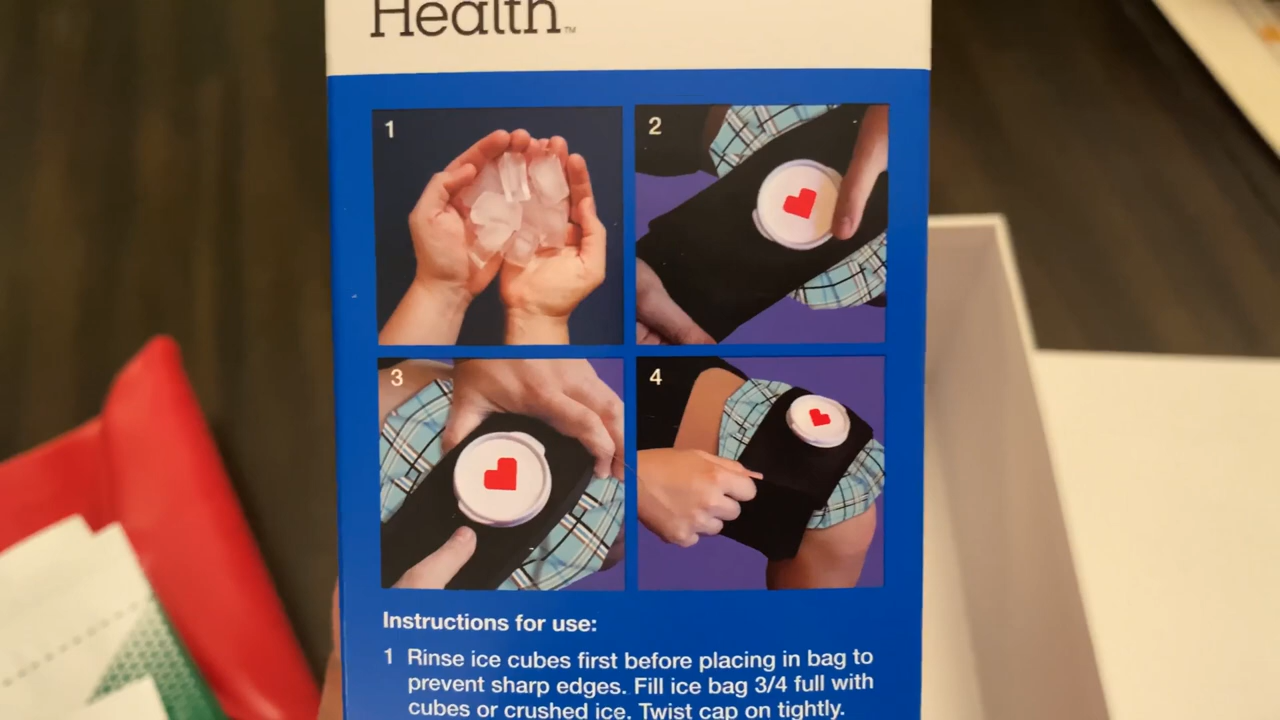 Health™
1
2
3
4
Instructions for use:
1 Rinse ice cubes first before placing in bag to
prevent sharp edges. Fill ice bag 3/4 full with
cubes or crushed ice. Twist cap on tightly.